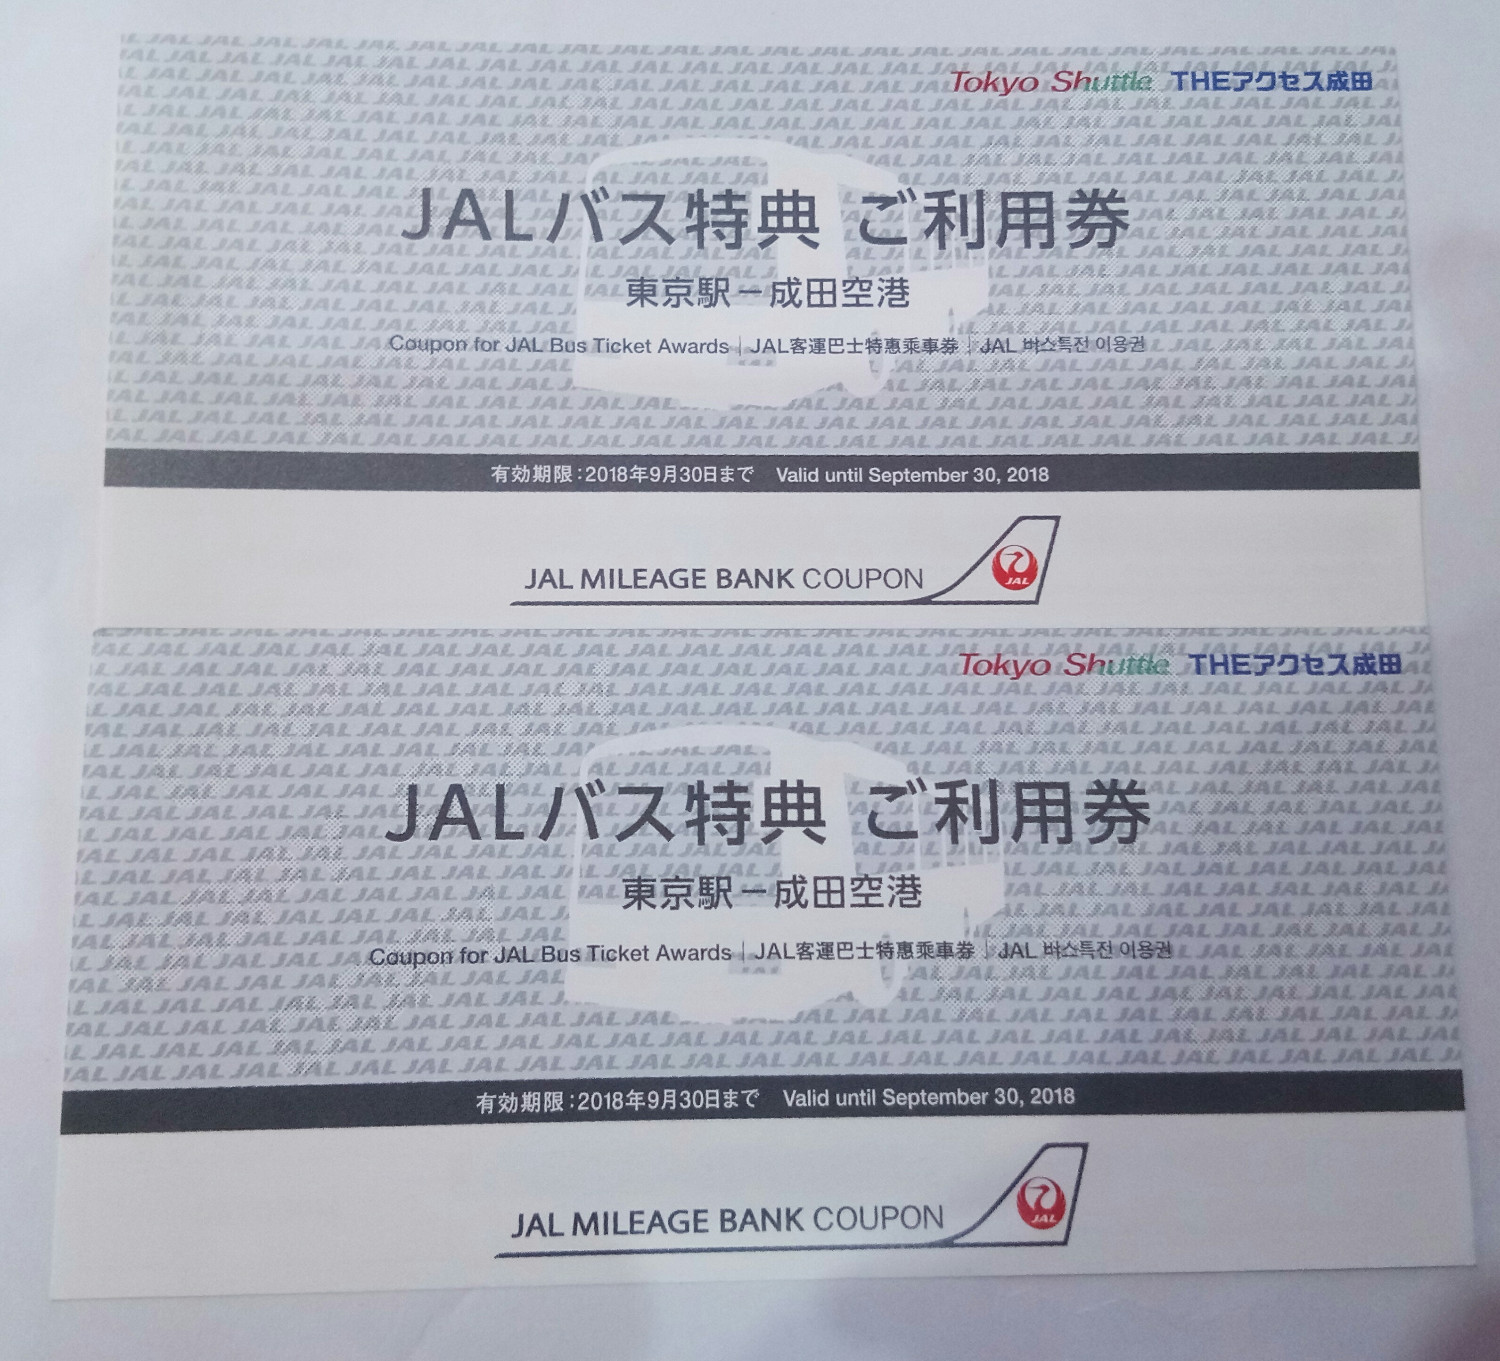 Tokyo Shuttle THEアクセス成田
JALバス特典 ご利用券
東京駅－成田空港
Coupon for JAL Bus Ticket Awards｜JAL客運巴士特惠乘車券｜JAL 버스특전 이용권
有効期限：2018年9月30日まで Valid until September 30, 2018
JAL MILEAGE BANK COUPON
JAL
Tokyo Shuttle THEアクセス成田
JALバス特典 ご利用券
東京駅－成田空港
Coupon for JAL Bus Ticket Awards｜JAL客運巴士特惠乘車券｜JAL 버스특전 이용권
有効期限：2018年9月30日まで Valid until September 30, 2018
JAL MILEAGE BANK COUPON
JAL